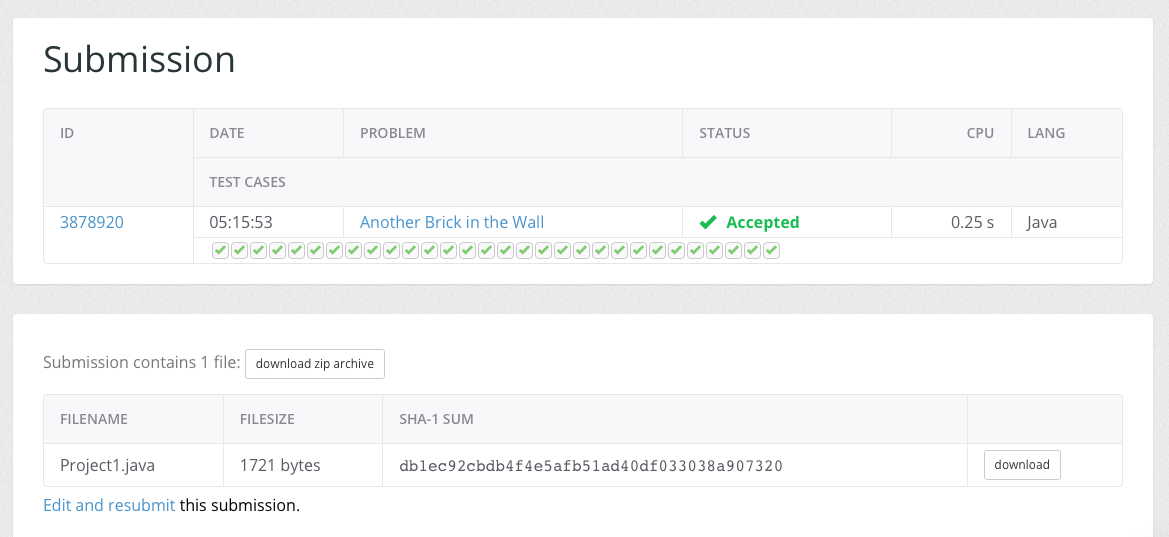 Submission
ID DATE PROBLEM STATUS CPU LANG
TEST CASES
3878920 05:15:53 Another Brick in the Wall Accepted 0.25 s Java
Submission contains 1 file: download zip archive
FILENAME FILESIZE SHA-1 SUM
Project1.java 1721 bytes db1ec92cbdb4f4e5afb51ad40df033038a907320 download
Edit and resubmit this submission.